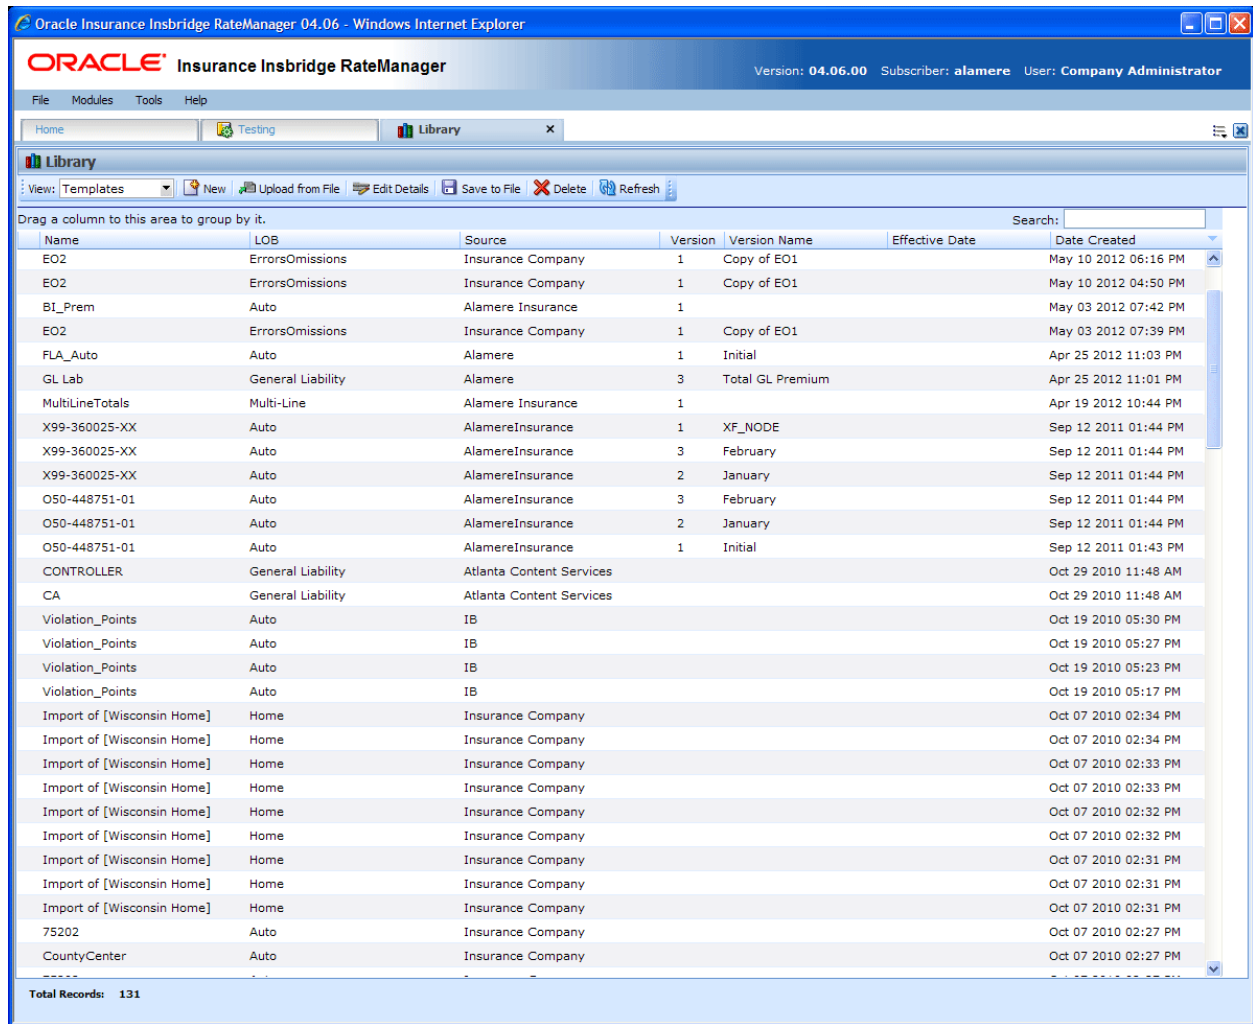 Oracle Insurance Insbridge RateManager 04.06 - Windows Internet Explorer
ORACLE Insurance Insbridge RateManager Version: 04.06.00 Subscriber: alamere User: Company Administrator
File Modules Tools Help
Home Testing Library
Library
View: Templates New Upload from File Edit Details Save to File Delete Refresh
Drag a column to this area to group by it. Search:
Name LOB Source Version Version Name Effective Date Date Created
EO2 ErrorsOmissions Insurance Company 1 Copy of EO1 May 10 2012 06:16 PM
EO2 ErrorsOmissions Insurance Company 1 Copy of EO1 May 10 2012 04:50 PM
BI_Prem Auto Alamere Insurance 1 May 03 2012 07:42 PM
EO2 ErrorsOmissions Insurance Company 1 Copy of EO1 May 03 2012 07:39 PM
FLA_Auto Auto Alamere 1 Initial Apr 25 2012 11:03 PM
GL Lab General Liability Alamere 3 Total GL Premium Apr 25 2012 11:01 PM
MultiLineTotals Multi-Line Alamere Insurance 1 Apr 19 2012 10:44 PM
X99-360025-XX Auto AlamereInsurance 1 XF_NODE Sep 12 2011 01:44 PM
X99-360025-XX Auto AlamereInsurance 3 February Sep 12 2011 01:44 PM
X99-360025-XX Auto AlamereInsurance 2 January Sep 12 2011 01:44 PM
O50-448751-01 Auto AlamereInsurance 3 February Sep 12 2011 01:44 PM
O50-448751-01 Auto AlamereInsurance 2 January Sep 12 2011 01:44 PM
O50-448751-01 Auto AlamereInsurance 1 Initial Sep 12 2011 01:43 PM
CONTROLLER General Liability Atlanta Content Services Oct 29 2010 11:48 AM
CA General Liability Atlanta Content Services Oct 29 2010 11:48 AM
Violation_Points Auto IB Oct 19 2010 05:30 PM
Violation_Points Auto IB Oct 19 2010 05:27 PM
Violation_Points Auto IB Oct 19 2010 05:23 PM
Violation_Points Auto IB Oct 19 2010 05:17 PM
Import of [Wisconsin Home] Home Insurance Company Oct 07 2010 02:34 PM
Import of [Wisconsin Home] Home Insurance Company Oct 07 2010 02:34 PM
Import of [Wisconsin Home] Home Insurance Company Oct 07 2010 02:33 PM
Import of [Wisconsin Home] Home Insurance Company Oct 07 2010 02:33 PM
Import of [Wisconsin Home] Home Insurance Company Oct 07 2010 02:32 PM
Import of [Wisconsin Home] Home Insurance Company Oct 07 2010 02:32 PM
Import of [Wisconsin Home] Home Insurance Company Oct 07 2010 02:31 PM
Import of [Wisconsin Home] Home Insurance Company Oct 07 2010 02:31 PM
Import of [Wisconsin Home] Home Insurance Company Oct 07 2010 02:31 PM
75202 Auto Insurance Company Oct 07 2010 02:27 PM
CountyCenter Auto Insurance Company Oct 07 2010 02:27 PM
Total Records: 131